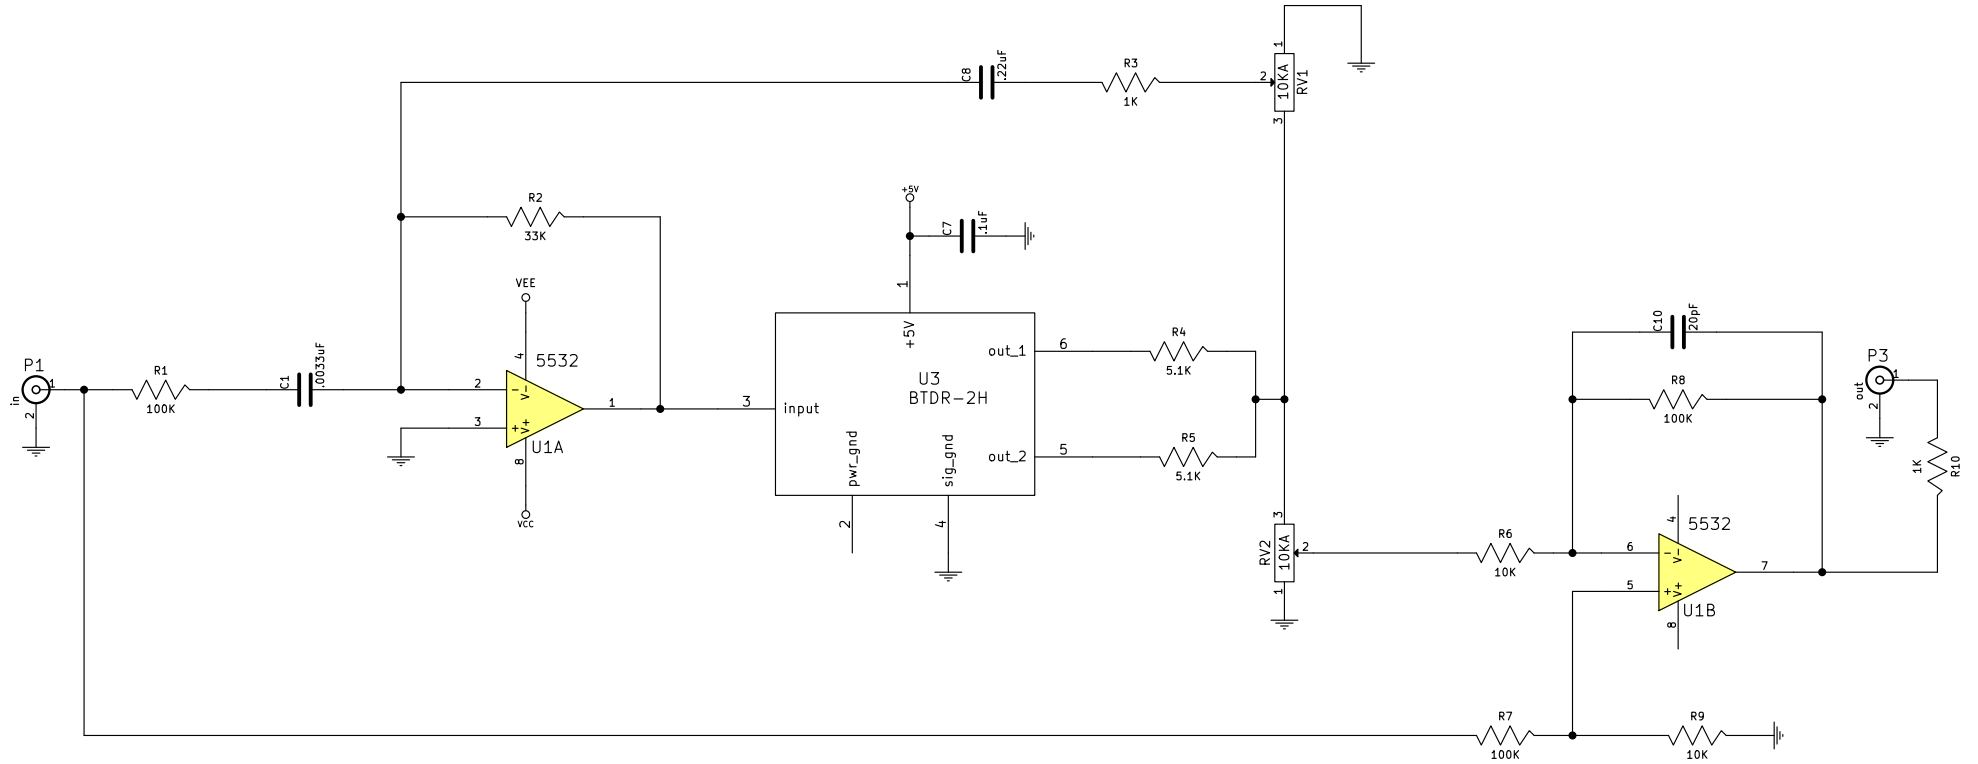 C8
.22uF
R3
1K
1
2
10KA
RV1
3
R2
33K
+5V
C7
.1uF
1
VEE
4
5532
P1
1
in
2
R1
100K
C1
.0033uF
2
3
-
V-
+
V+
U1A
8
VCC
1
3
input
+5V
U3
BTDR-2H
out_1
6
out_2
5
pwr_gnd
sig_gnd
2
4
R4
5.1K
R5
5.1K
3
RV2
10KA
2
1
R6
10K
C10
20pF
R8
100K
4
5532
6
5
-
V-
+
V+
U1B
8
7
P3
1
out
2
1K
R10
R7
100K
R9
10K